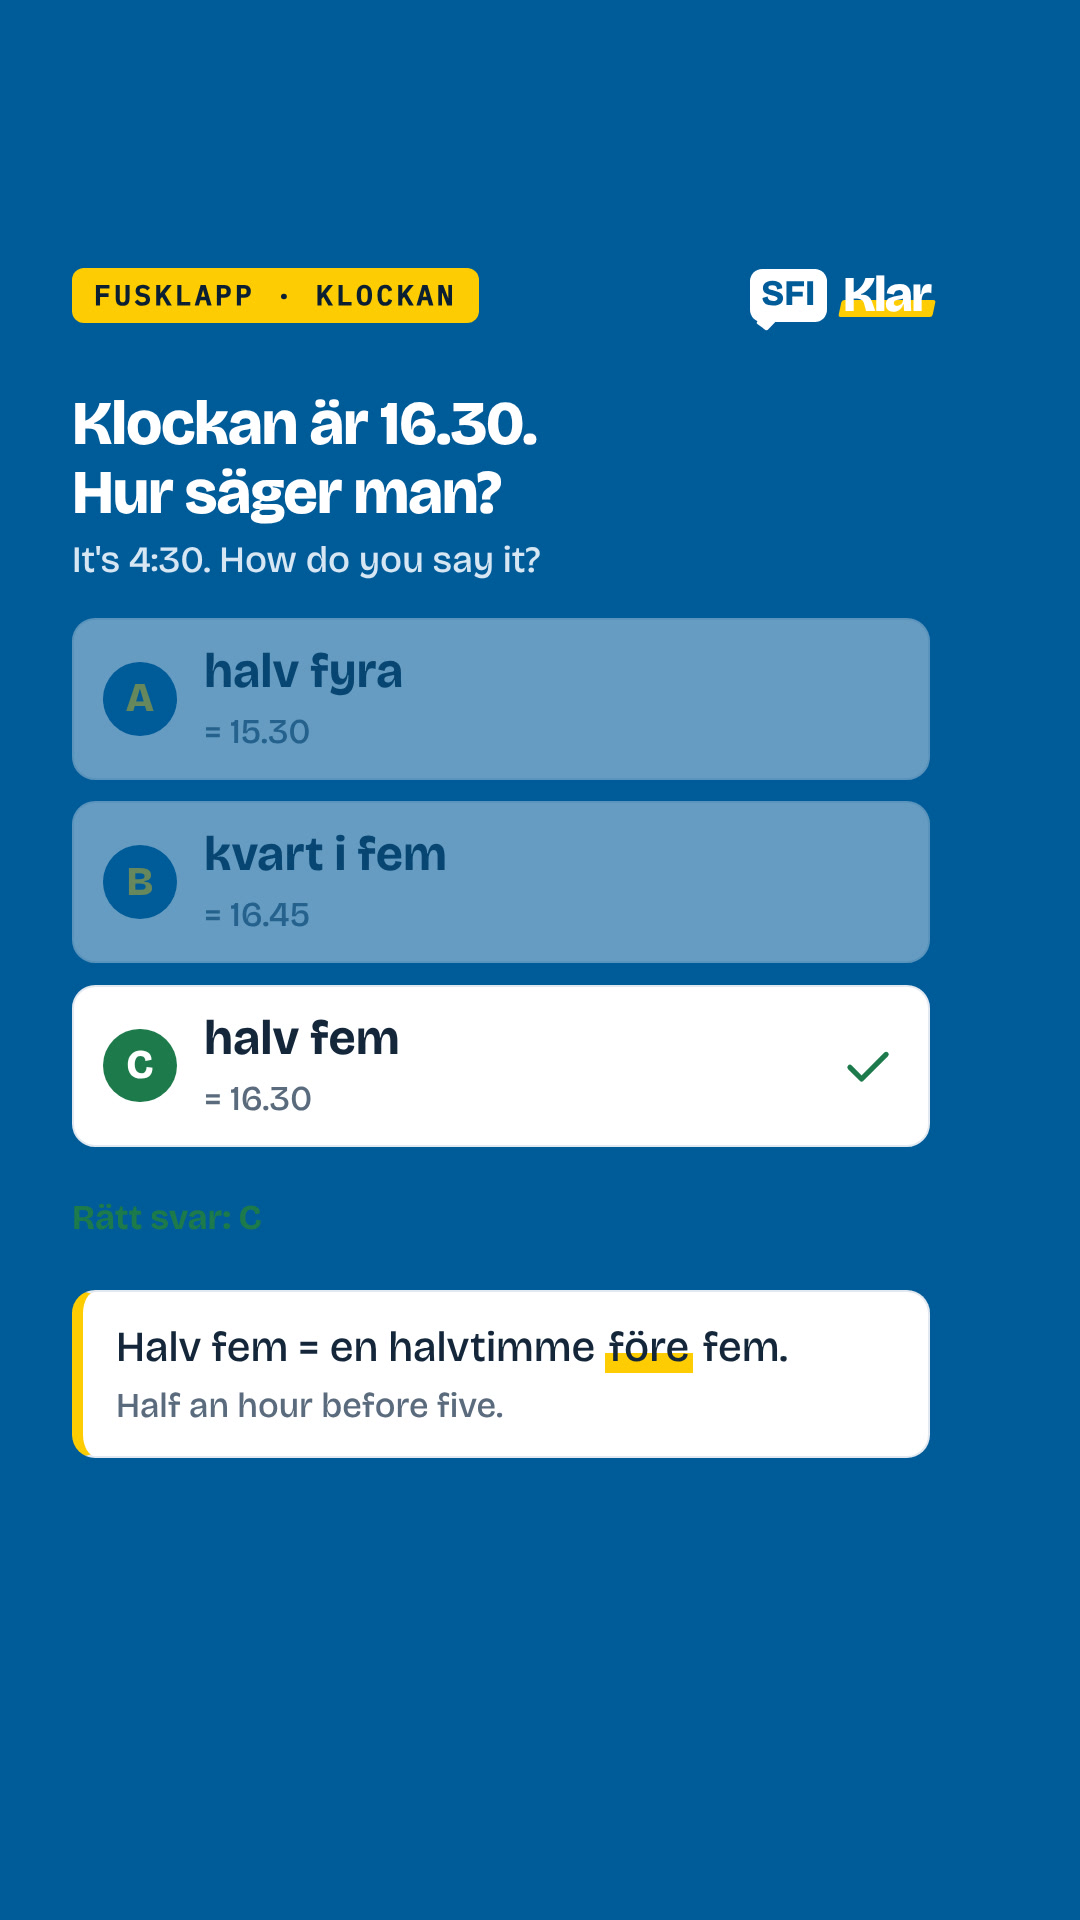 FUSKLAPP · KLOCKAN
SFI Klar
Klockan är 16.30.
Hur säger man?
It's 4:30. How do you say it?
A
halv fyra
= 15.30
B
kvart i fem
= 16.45
C
halv fem
= 16.30
Rätt svar: C
Halv fem = en halvtimme före fem.
Half an hour before five.